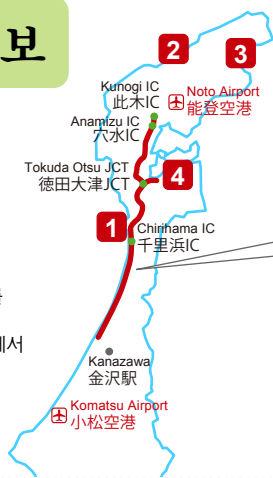 보
2
3
Kunogi IC
此木IC
Noto Airport
能登空港
Anamizu IC
穴水IC
Tokuda Otsu JCT
徳田大津JCT
4
1
Chirihama IC
千里浜IC
에서
Kanazawa
金沢駅
Komatsu Airport
小松空港